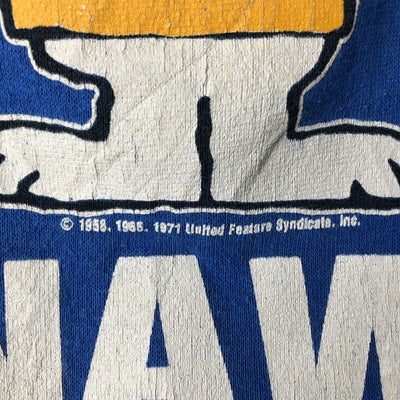 © 1958, 1965, 1971 United Feature Syndicate, Inc.
NAW